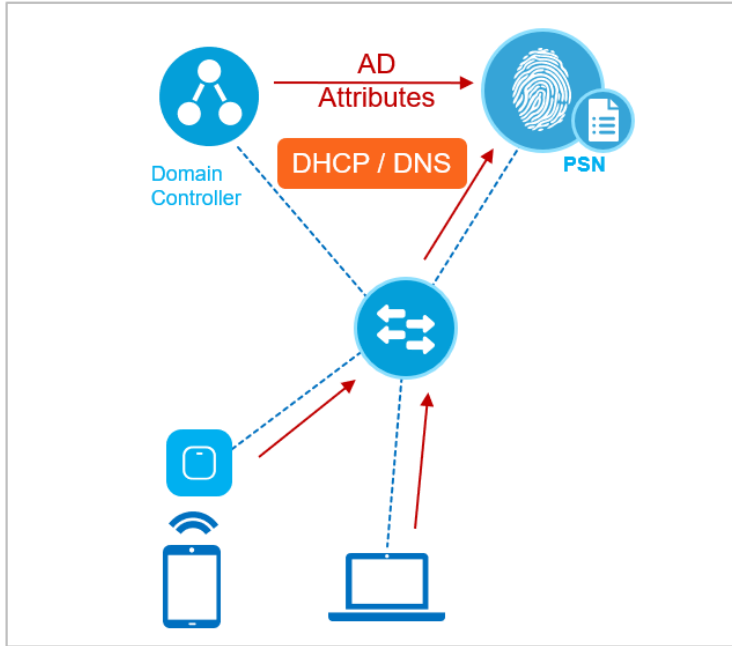 AD
Attributes
DHCP / DNS
Domain
Controller
PSN